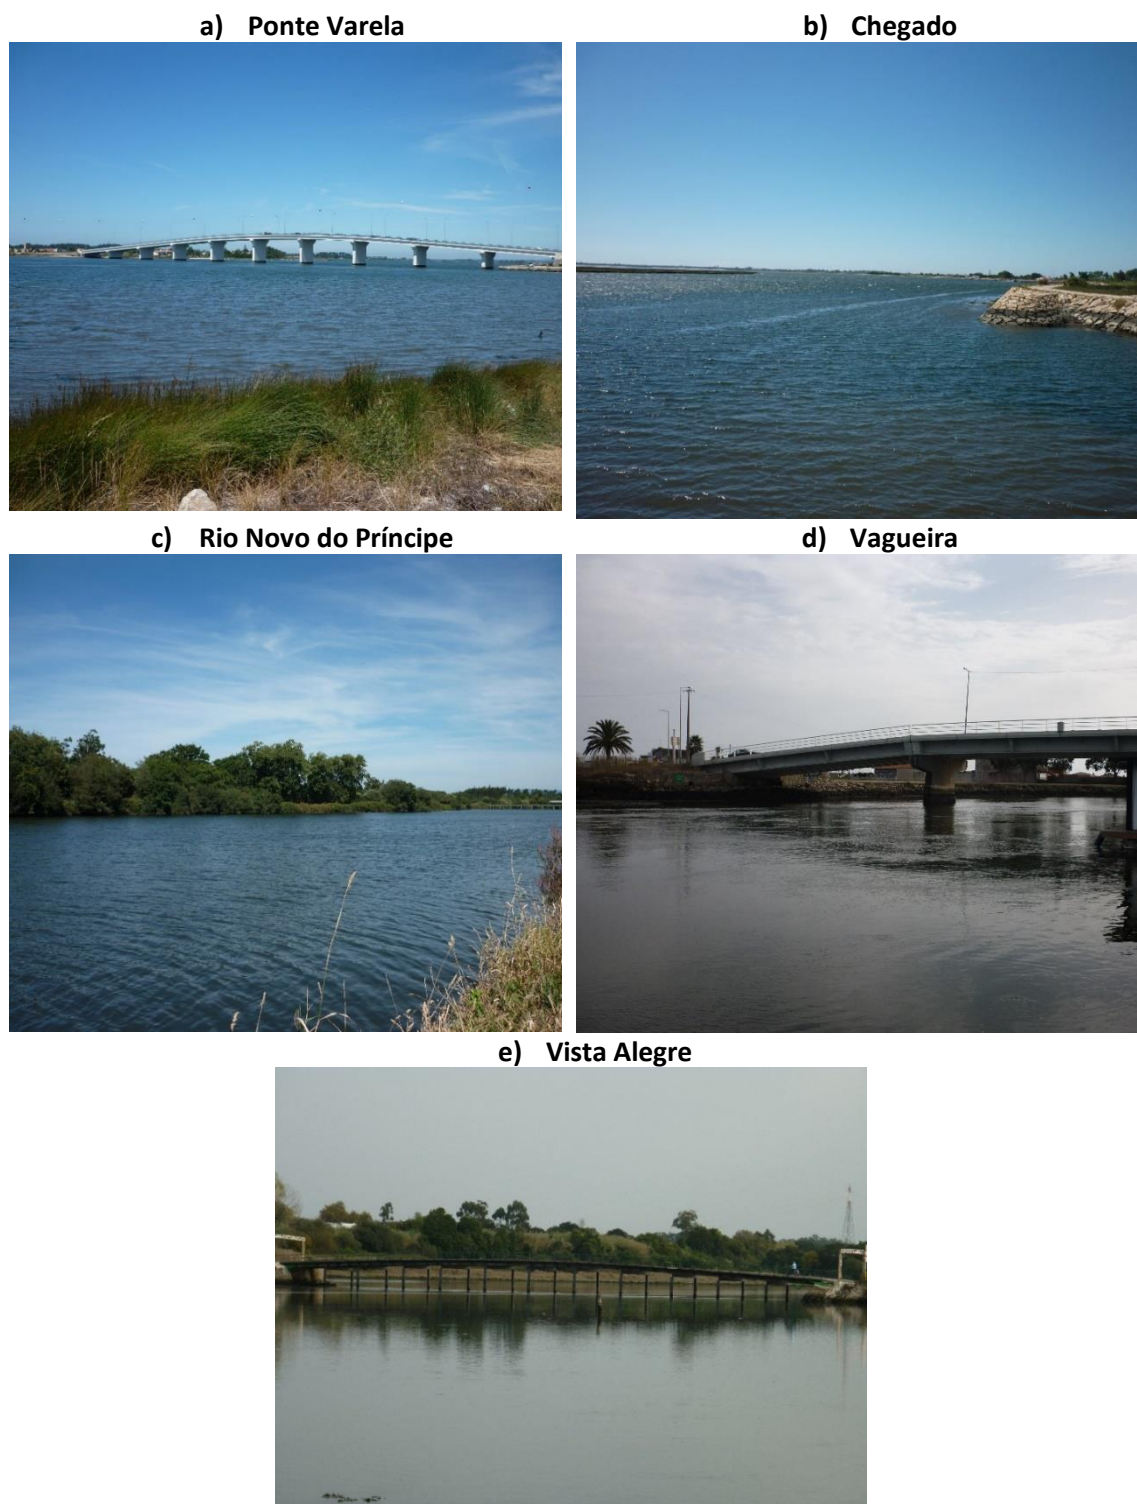 a) Ponte Varela
b) Chegado
c) Rio Novo do Príncipe
d) Vagueira
e) Vista Alegre